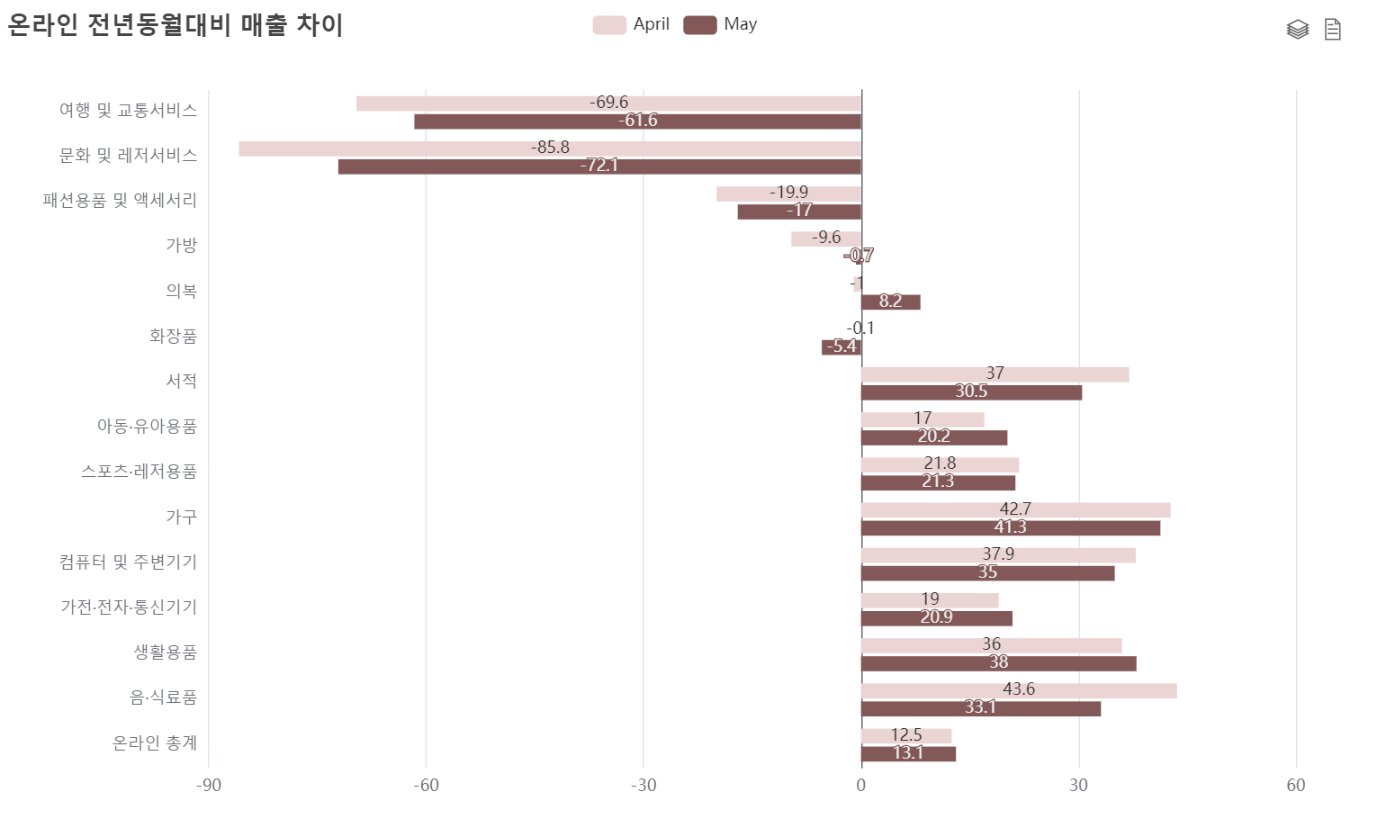 온라인 전년동월대비 매출 차이
April
May
여행 및 교통서비스
-69.6
-61.6
문화 및 레저서비스
-85.8
-72.1
패션용품 및 액세서리
-19.9
-17
가방
-9.6
-0.7
의복
-1
8.2
화장품
-0.1
-5.4
서적
37
30.5
아동·유아용품
17
20.2
스포츠·레저용품
21.8
21.3
가구
42.7
41.3
컴퓨터 및 주변기기
37.9
35
가전·전자·통신기기
19
20.9
생활용품
36
38
음·식료품
43.6
33.1
온라인 총계
12.5
13.1
-90 -60 -30 0 30 60